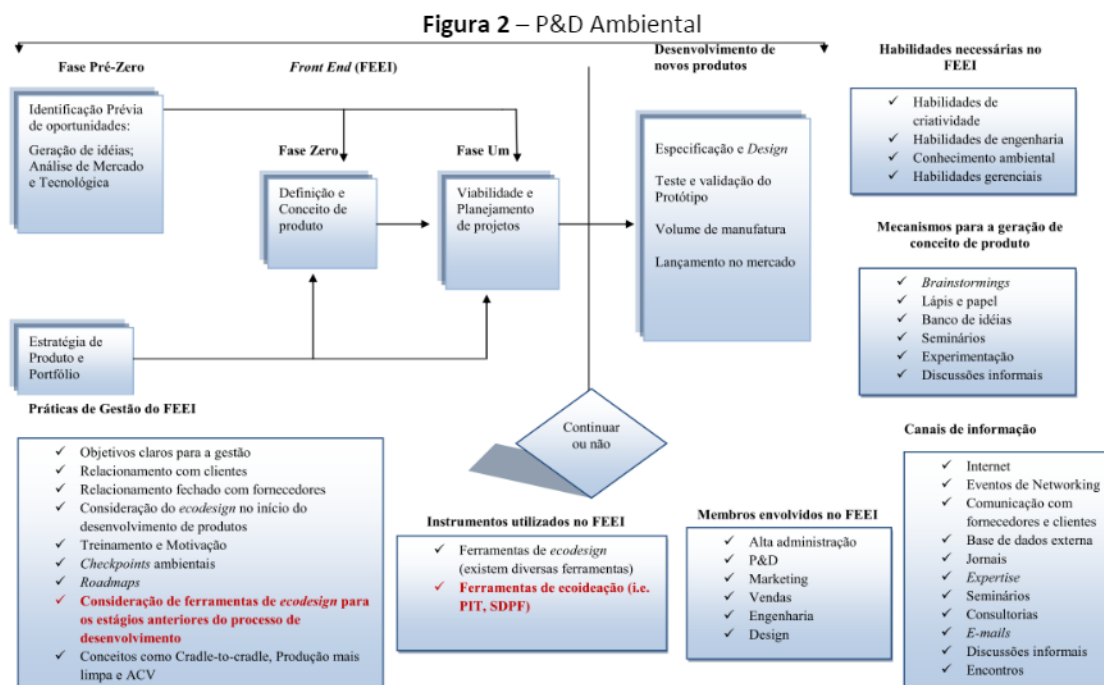 Figura 2 – P&D Ambiental
Fase Pré-Zero
Front End (FEEI)
Desenvolvimento de
novos produtos
Identificação Prévia
de oportunidades:
Geração de idéias;
Análise de Mercado
e Tecnológica
Fase Zero
Definição e
Conceito de
produto
Fase Um
Viabilidade e
Planejamento
de projetos
Especificação e Design
Teste e validação do
Protótipo
Volume de manufatura
Lançamento no mercado
Estratégia de
Produto e
Portfólio
Continuar
ou não
Habilidades necessárias no
FEEI
✓ Habilidades de
criatividade
✓ Habilidades de engenharia
✓ Conhecimento ambiental
✓ Habilidades gerenciais
Mecanismos para a geração de
conceito de produto
✓ Brainstormings
✓ Lápis e papel
✓ Banco de idéias
✓ Seminários
✓ Experimentação
✓ Discussões informais
Práticas de Gestão do FEEI
✓ Objetivos claros para a gestão
✓ Relacionamento com clientes
✓ Relacionamento fechado com fornecedores
✓ Consideração do ecodesign no início do
desenvolvimento de produtos
✓ Treinamento e Motivação
✓ Checkpoints ambientais
✓ Roadmaps
✓ Consideração de ferramentas de ecodesign para
os estágios anteriores do processo de
desenvolvimento
✓ Conceitos como Cradle-to-cradle, Produção mais
limpa e ACV
Instrumentos utilizados no FEEI
✓ Ferramentas de ecodesign
(existem diversas ferramentas)
✓ Ferramentas de ecoideação (i.e.
PIT, SDPF)
Membros envolvidos no FEEI
✓ Alta administração
✓ P&D
✓ Marketing
✓ Vendas
✓ Engenharia
✓ Design
Canais de informação
✓ Internet
✓ Eventos de Networking
✓ Comunicação com
fornecedores e clientes
✓ Base de dados externa
✓ Jornais
✓ Expertise
✓ Seminários
✓ Consultorias
✓ E-mails
✓ Discussões informais
✓ Encontros